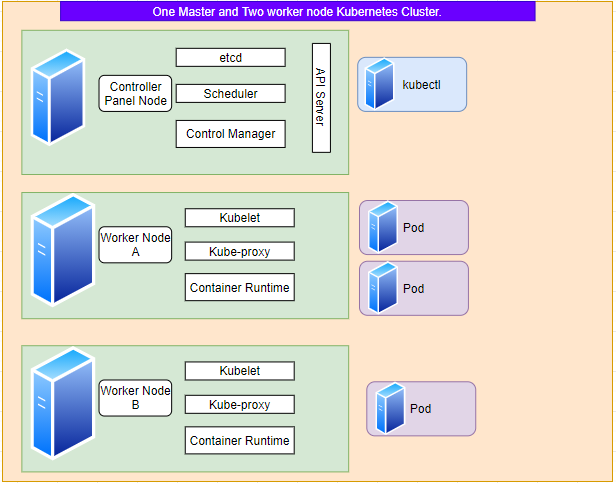 One Master and Two worker node Kubernetes Cluster.
etcd
Controller
Panel Node
Scheduler
Control Manager
API Server
kubectl
Worker Node
A
Kubelet
Kube-proxy
Container Runtime
Pod
Pod
Worker Node
B
Kubelet
Kube-proxy
Container Runtime
Pod